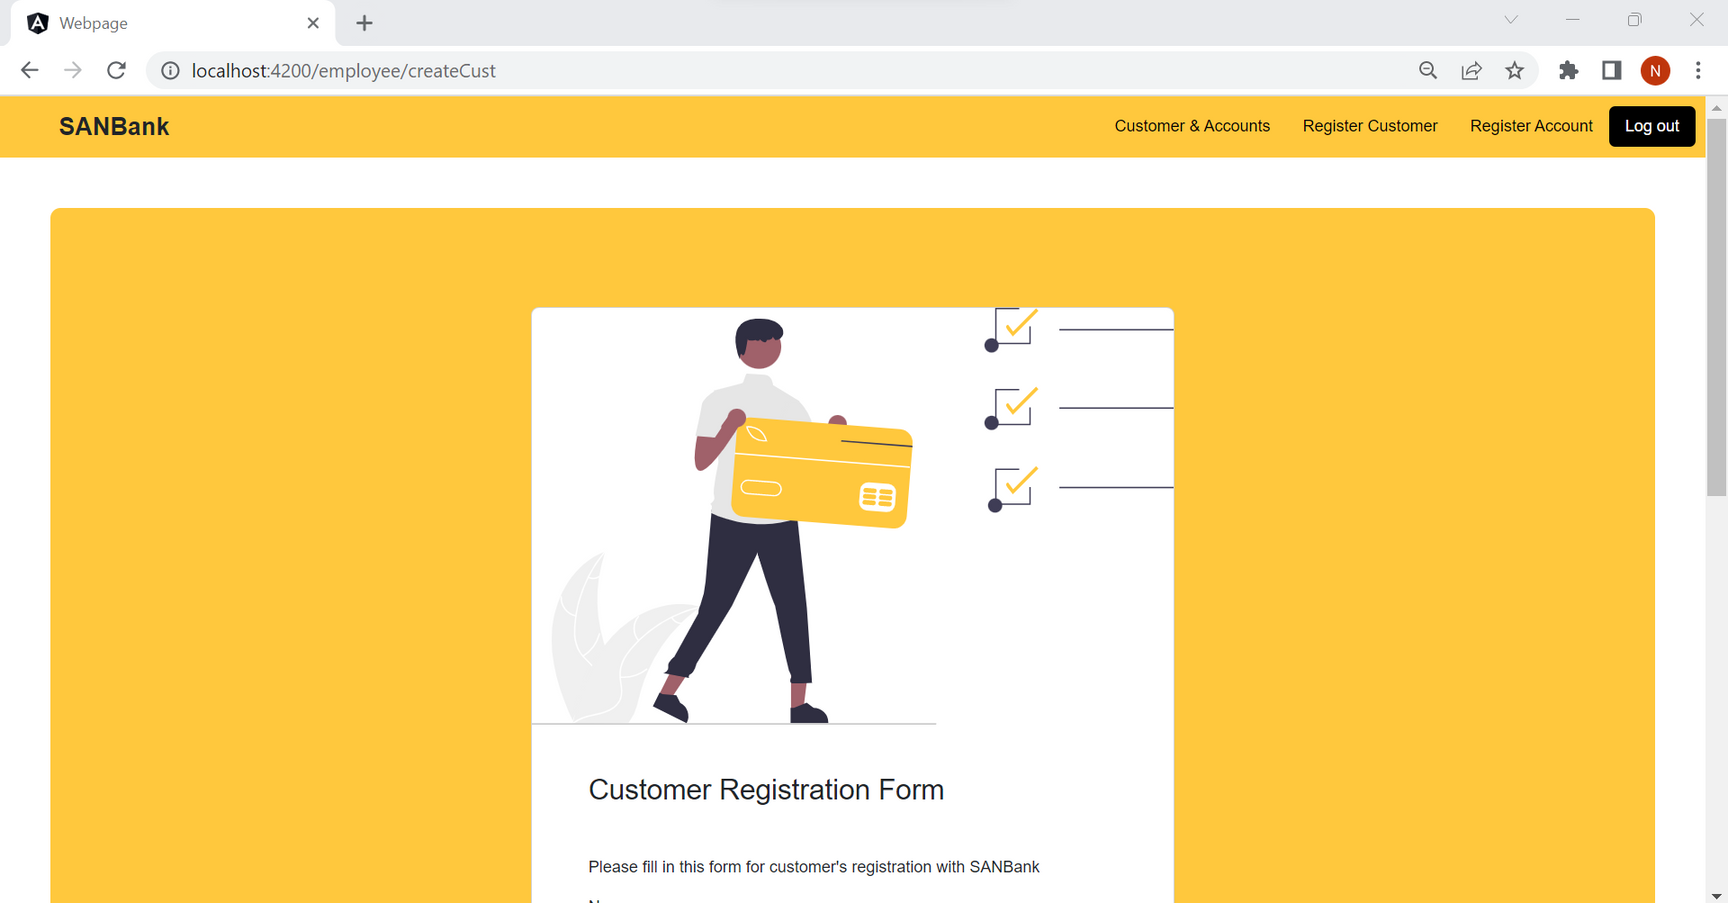 Webpage
localhost:4200/employee/createCust
N
SANBank
Customer & Accounts
Register Customer
Register Account
Log out
Customer Registration Form
Please fill in this form for customer's registration with SANBank